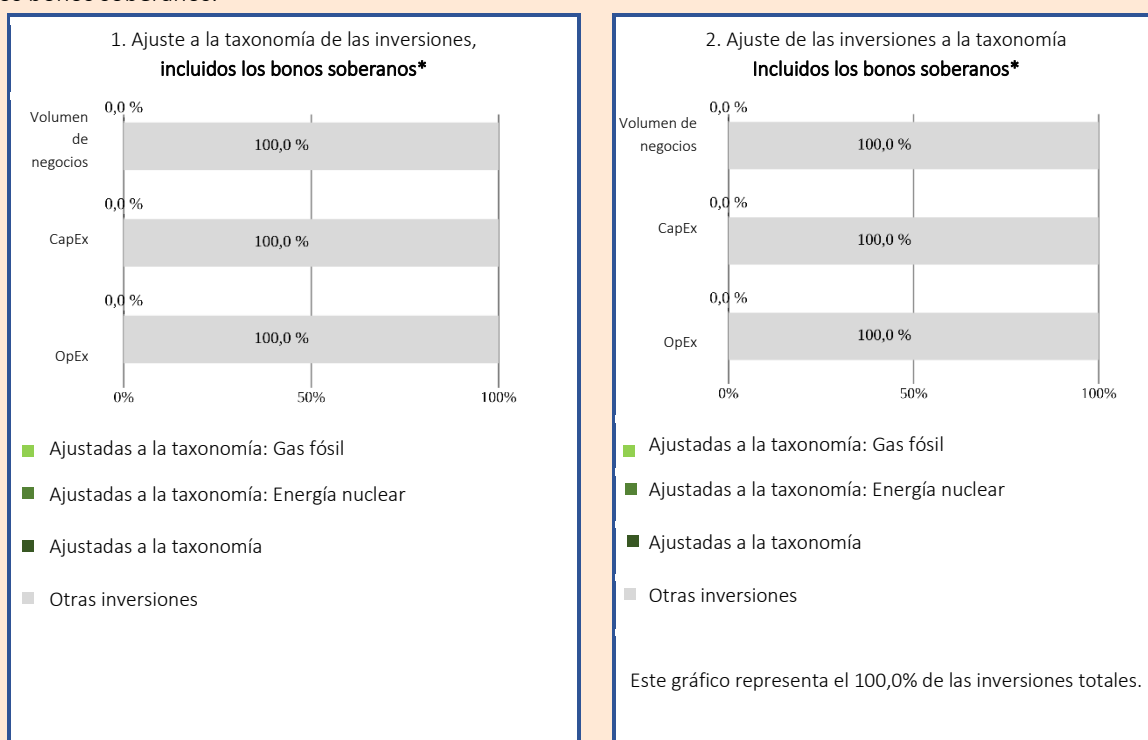 os bonos soberanos.
1. Ajuste a la taxonomía de las inversiones,
incluidos los bonos soberanos*
0,0 %
Volumen
de
negocios
100,0 %
0,0 %
CapEx
100,0 %
0,0 %
OpEx
100,0 %
0%
50%
100%
Ajustadas a la taxonomía: Gas fósil
Ajustadas a la taxonomía: Energía nuclear
Ajustadas a la taxonomía
Otras inversiones
2. Ajuste de las inversiones a la taxonomía
Incluidos los bonos soberanos*
0,0 %
Volumen de
negocios
100,0 %
0,0 %
CapEx
100,0 %
0,0 %
OpEx
100,0 %
0%
50%
100%
Ajustadas a la taxonomía: Gas fósil
Ajustadas a la taxonomía: Energía nuclear
Ajustadas a la taxonomía
Otras inversiones
Este gráfico representa el 100,0% de las inversiones totales.